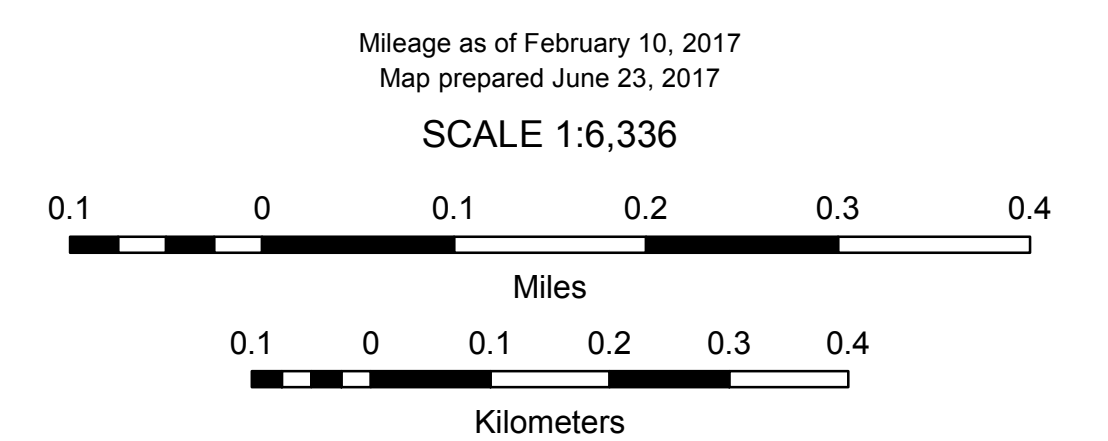 Mileage as of February 10, 2017
Map prepared June 23, 2017
SCALE 1:6,336
0.1 0 0.1 0.2 0.3 0.4
Miles
0.1 0 0.1 0.2 0.3 0.4
Kilometers